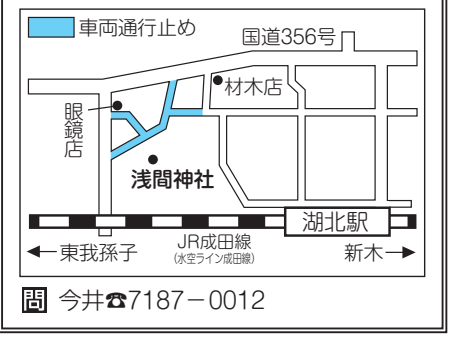 車両通行止め
国道356号
材木店
眼鏡店
浅間神社
湖北駅
JR成田線
(水空ライン成田線)
←東我孫子
新木→
問 今井☎7187−0012